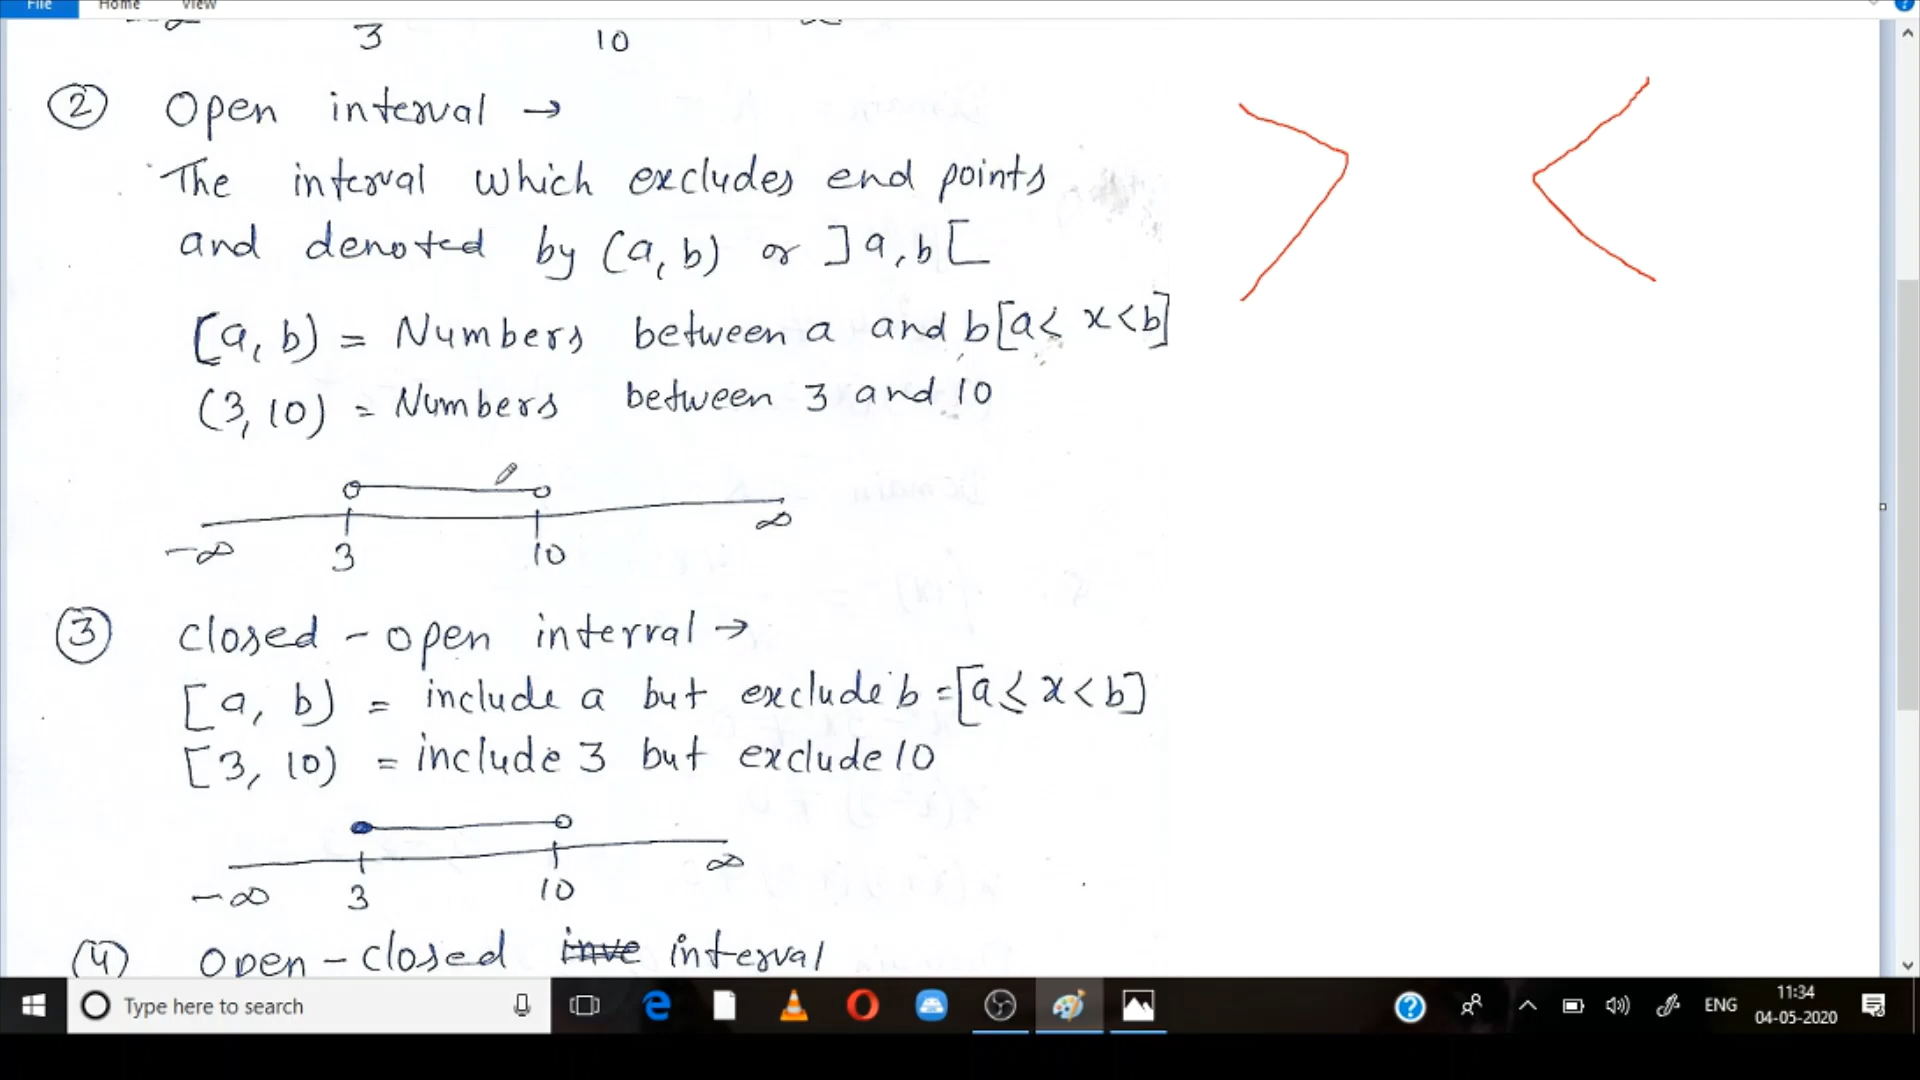 File Home View
-∞ 3 10
② Open interval →
The interval which excludes end points
and denoted by (a, b) or ]a, b[
[a, b) = Numbers between a and b [a ≤ x < b]
(3, 10) = Numbers between 3 and 10
-∞ 3 10 ∞
③ closed - open interval →
[a, b) = include a but exclude b = [a ≤ x < b]
[3, 10) = include 3 but exclude 10
-∞ 3 10 ∞
(4) open - closed inve interval
Type here to search
ENG
11:34
04-05-2020